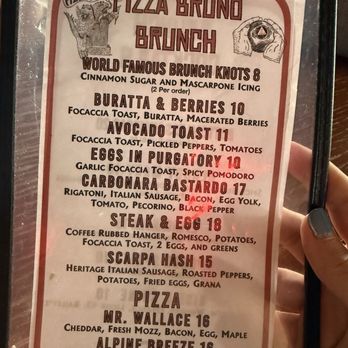 PIZZA BRUNO
BRUNCH
WORLD FAMOUS BRUNCH KNOTS 8
CINNAMON SUGAR AND MASCARPONE ICING
(2 Per order)
BURATTA & BERRIES 10
FOCACCIA TOAST, BURATTA, MACERATED BERRIES
AVOCADO TOAST 11
FOCACCIA TOAST, PICKLED PEPPERS, TOMATOES
EGGS IN PURGATORY 10
GARLIC FOCACCIA TOAST, SPICY POMODORO
CARBONARA BASTARDO 17
RIGATONI, ITALIAN SAUSAGE, BACON, EGG YOLK,
TOMATO, PECORINO, BLACK PEPPER
STEAK & EGG 18
COFFEE RUBBED HANGER, ROMESCO, POTATOES,
FOCACCIA TOAST, 2 EGGS, AND GREENS
SCARPA HASH 15
HERITAGE ITALIAN SAUSAGE, ROASTED PEPPERS,
POTATOES, FRIED EGGS, GRANA
PIZZA
MR. WALLACE 16
CHEDDAR, FRESH MOZZ, BACON, EGG, MAPLE
ALPINE BREEZE 16